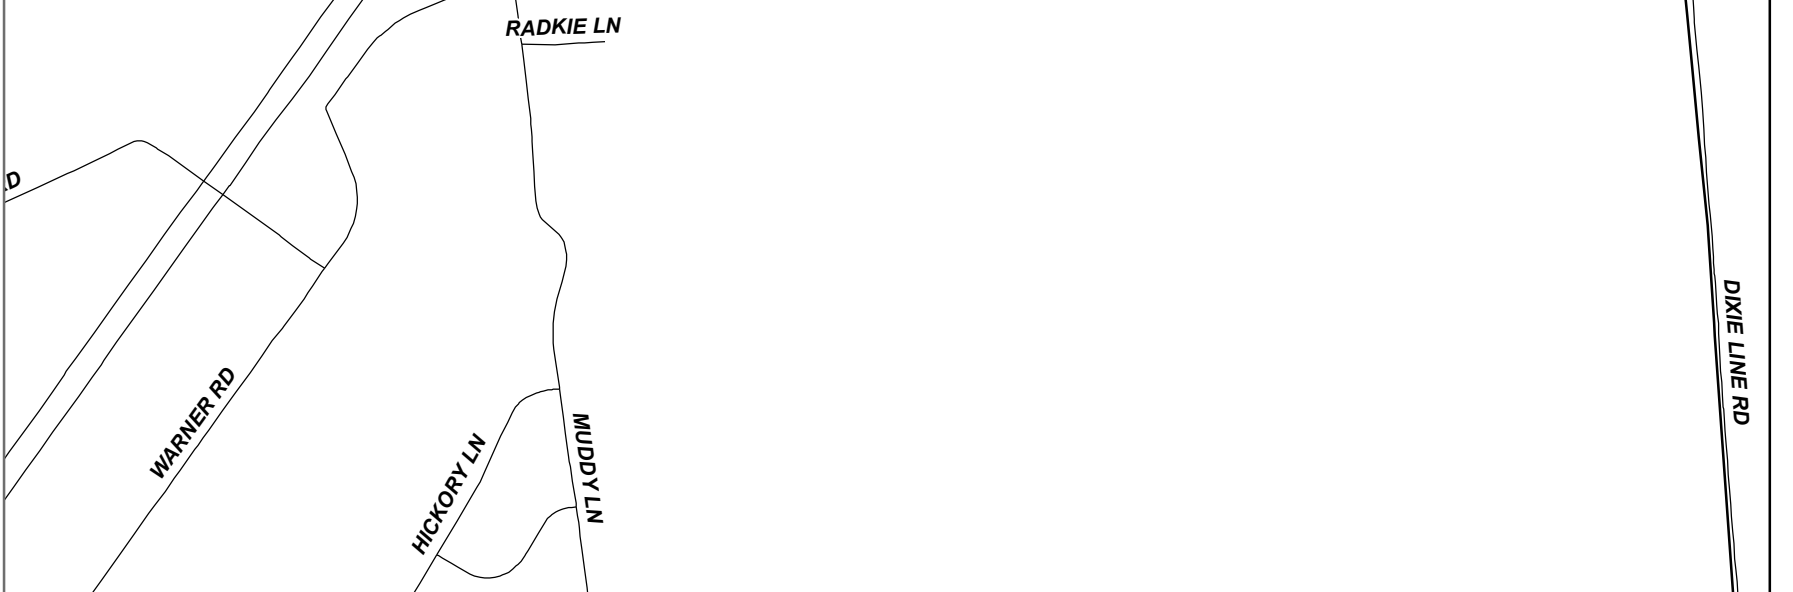 RADKIE LN
D
DIXIE LINE RD
WARNER RD
MUDDY LN
HICKORY LN